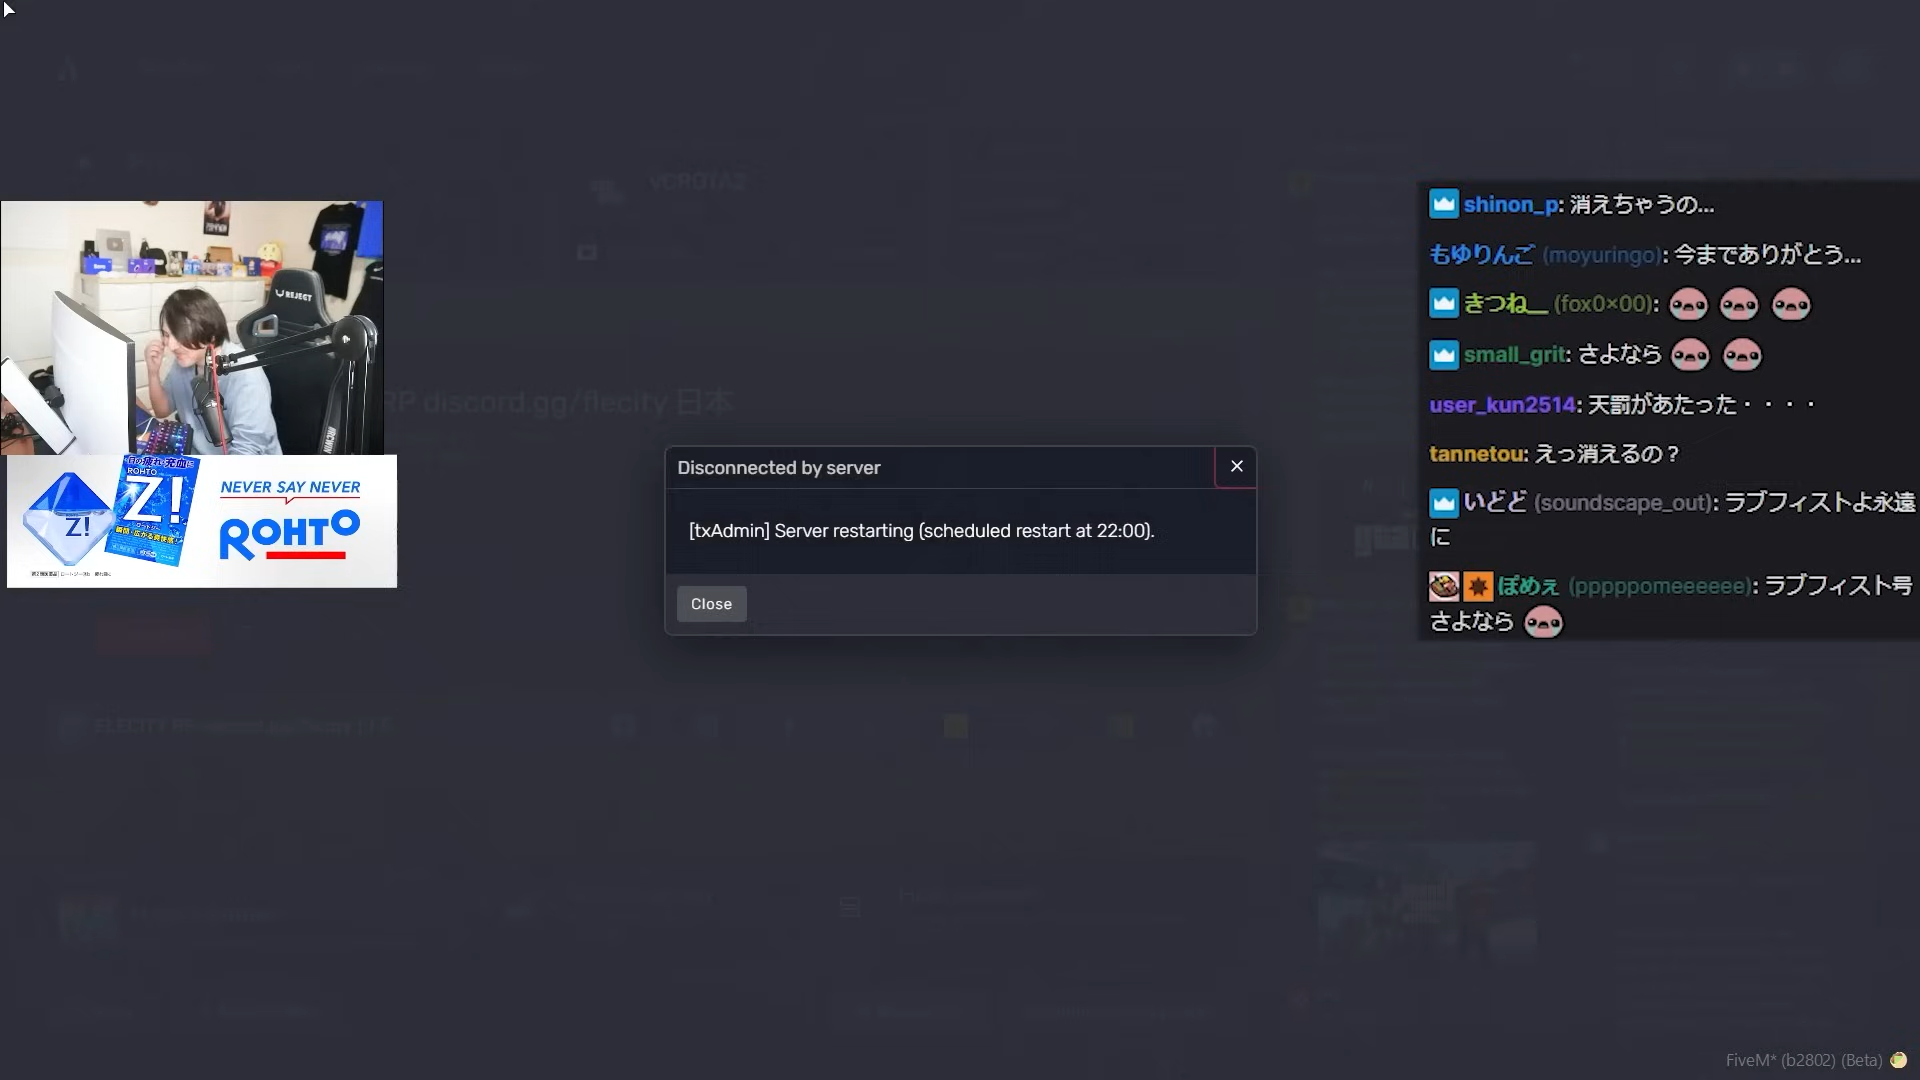 VCRGTA2
REJECT
RP discord.gg/flecity 日本
ROHTO
Z!
Z!
NEVER SAY NEVER
ROHTO
Disconnected by server
[txAdmin] Server restarting (scheduled restart at 22:00).
Close
shinon_p: 消えちゃうの...
もゆりんご (moyuringo): 今までありがとう...
きつね__ (fox0×00):
small_grit: さよなら
user_kun2514: 天罰があたった・・・・
tannetou: えっ消えるの？
いどど (soundscape_out): ラブフィストよ永遠
に
ぽめぇ (pppppomeeeeee): ラブフィスト号
さよなら
FiveM* (b2802) (Beta)